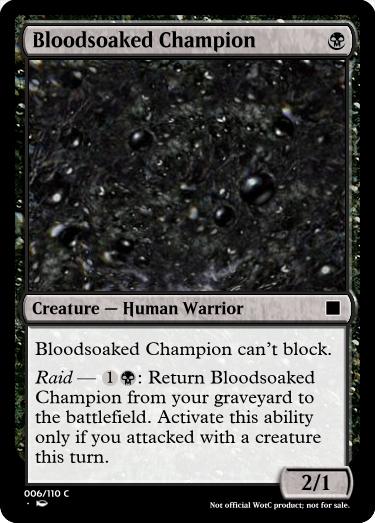 Bloodsoaked Champion
Creature — Human Warrior
Bloodsoaked Champion can't block.
Raid — 1 : Return Bloodsoaked
Champion from your graveyard to
the battlefield. Activate this ability
only if you attacked with a creature
this turn.
2/1
006/110 C
Not official WotC product; not for sale.